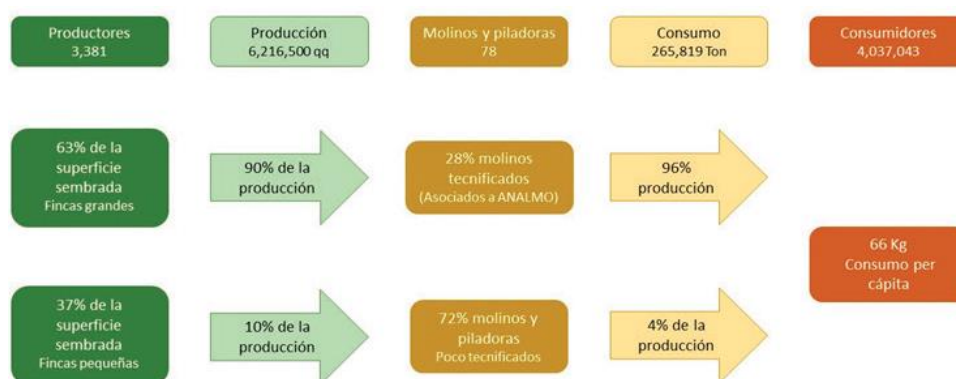 Productores
3,381
Producción
6,216,500 qq
Molinos y piladoras
78
Consumo
265,819 Ton
Consumidores
4,037,043
63% de la
superficie
sembrada
Fincas grandes
90% de la
producción
28% molinos
tecnificados
(Asociados a ANALMO)
96%
producción
66 Kg
Consumo per
cápita
37% de la
superficie
sembrada
Fincas pequeñas
10% de la
producción
72% molinos y
piladoras
Poco tecnificados
4% de la
producción